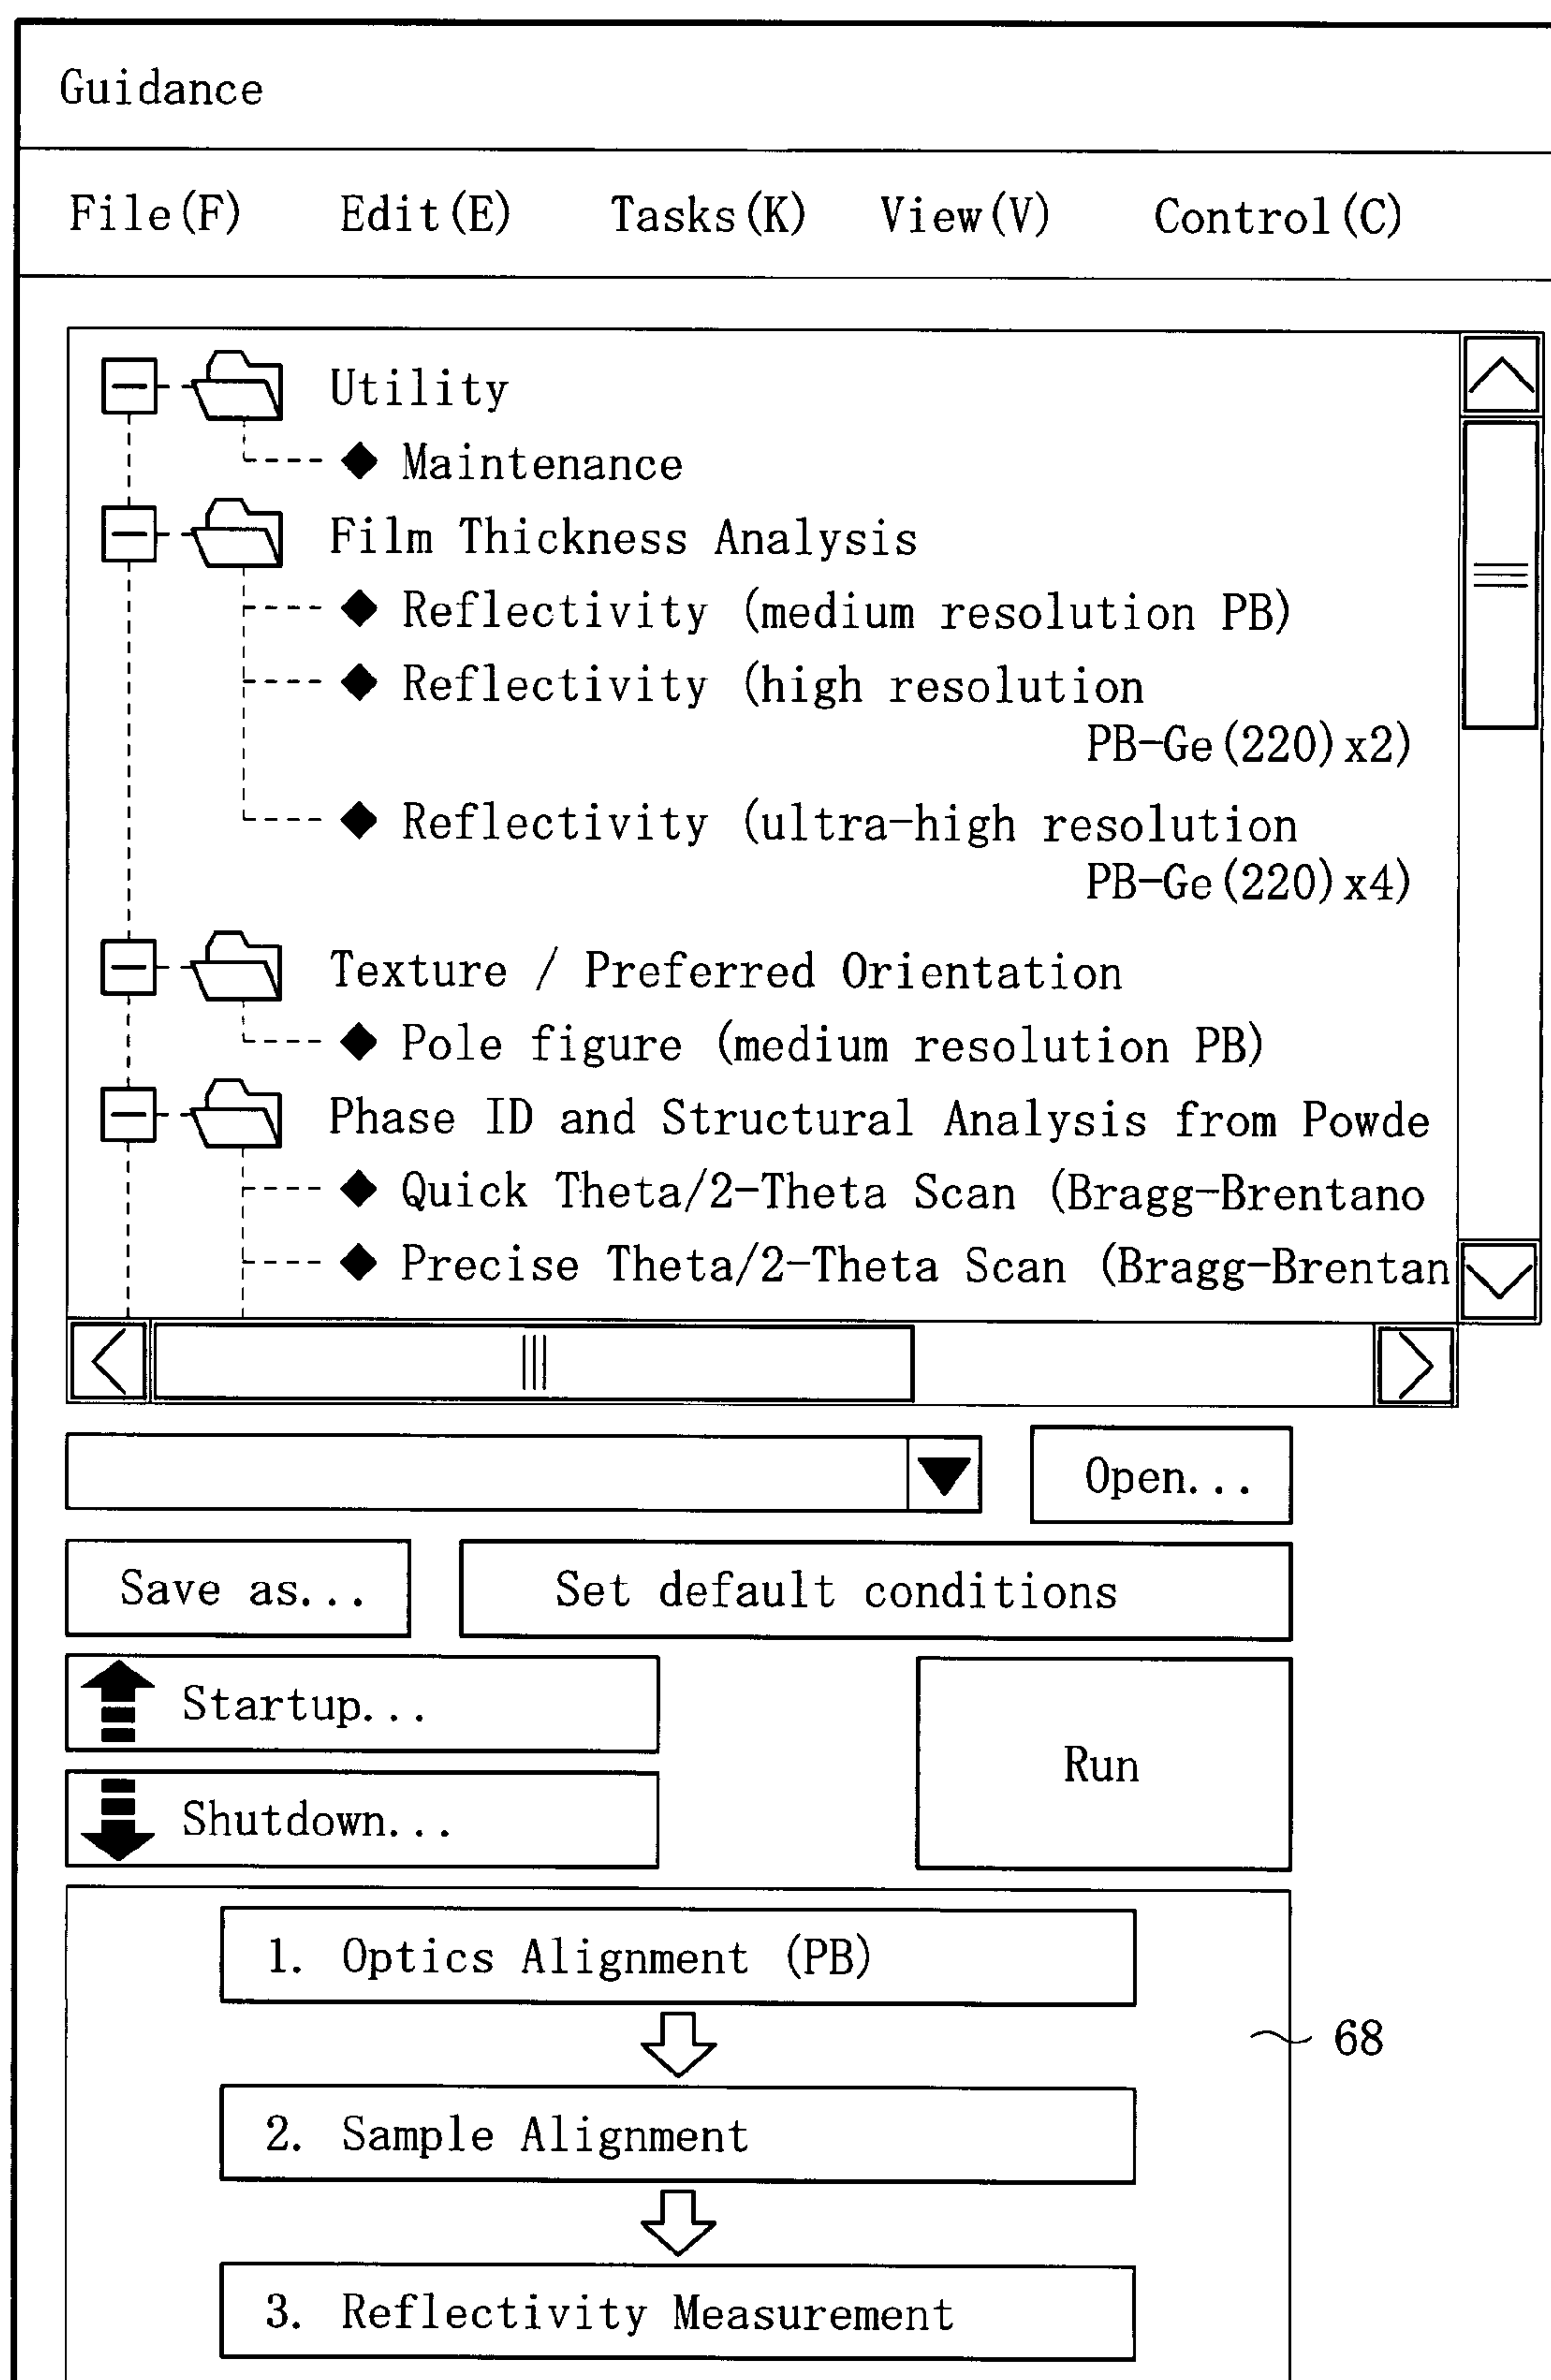 Guidance
File(F) Edit(E) Tasks(K) View(V) Control(C)
Utility
Maintenance
Film Thickness Analysis
Reflectivity (medium resolution PB)
Reflectivity (high resolution
PB-Ge(220)x2)
Reflectivity (ultra-high resolution
PB-Ge(220)x4)
Texture / Preferred Orientation
Pole figure (medium resolution PB)
Phase ID and Structural Analysis from Powde
Quick Theta/2-Theta Scan (Bragg-Brentano
Precise Theta/2-Theta Scan (Bragg-Brentan
Open...
Save as... Set default conditions
Startup...
Run
Shutdown...
1. Optics Alignment (PB)
68
2. Sample Alignment
3. Reflectivity Measurement